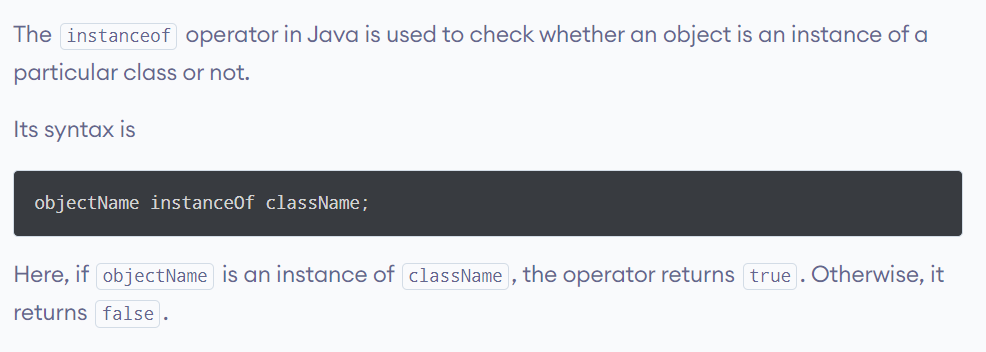 The instanceof operator in Java is used to check whether an object is an instance of a
particular class or not.
Its syntax is
objectName instanceOf className;
Here, if objectName is an instance of className, the operator returns true. Otherwise, it
returns false.